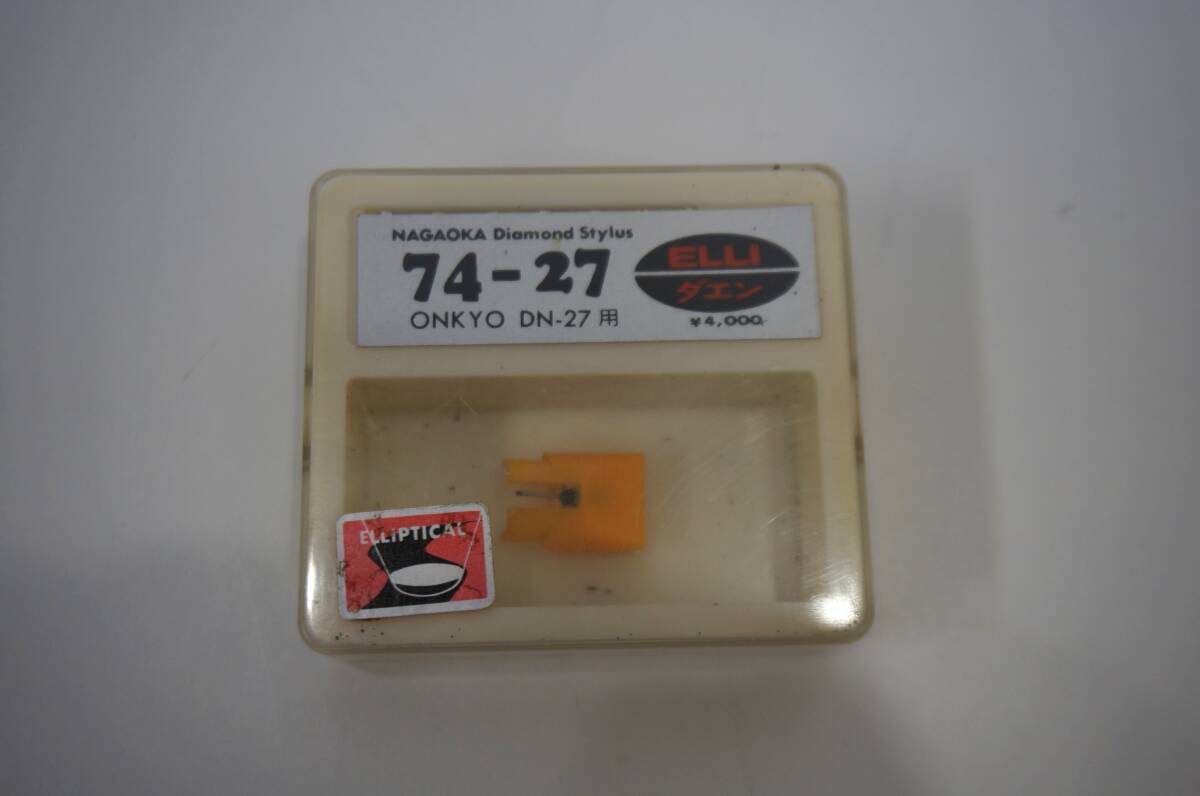 NAGAOKA Diamond Stylus
74-27
ONKYO DN-27用
ELLI
ダエン
¥4,000
ELLiPTICAL